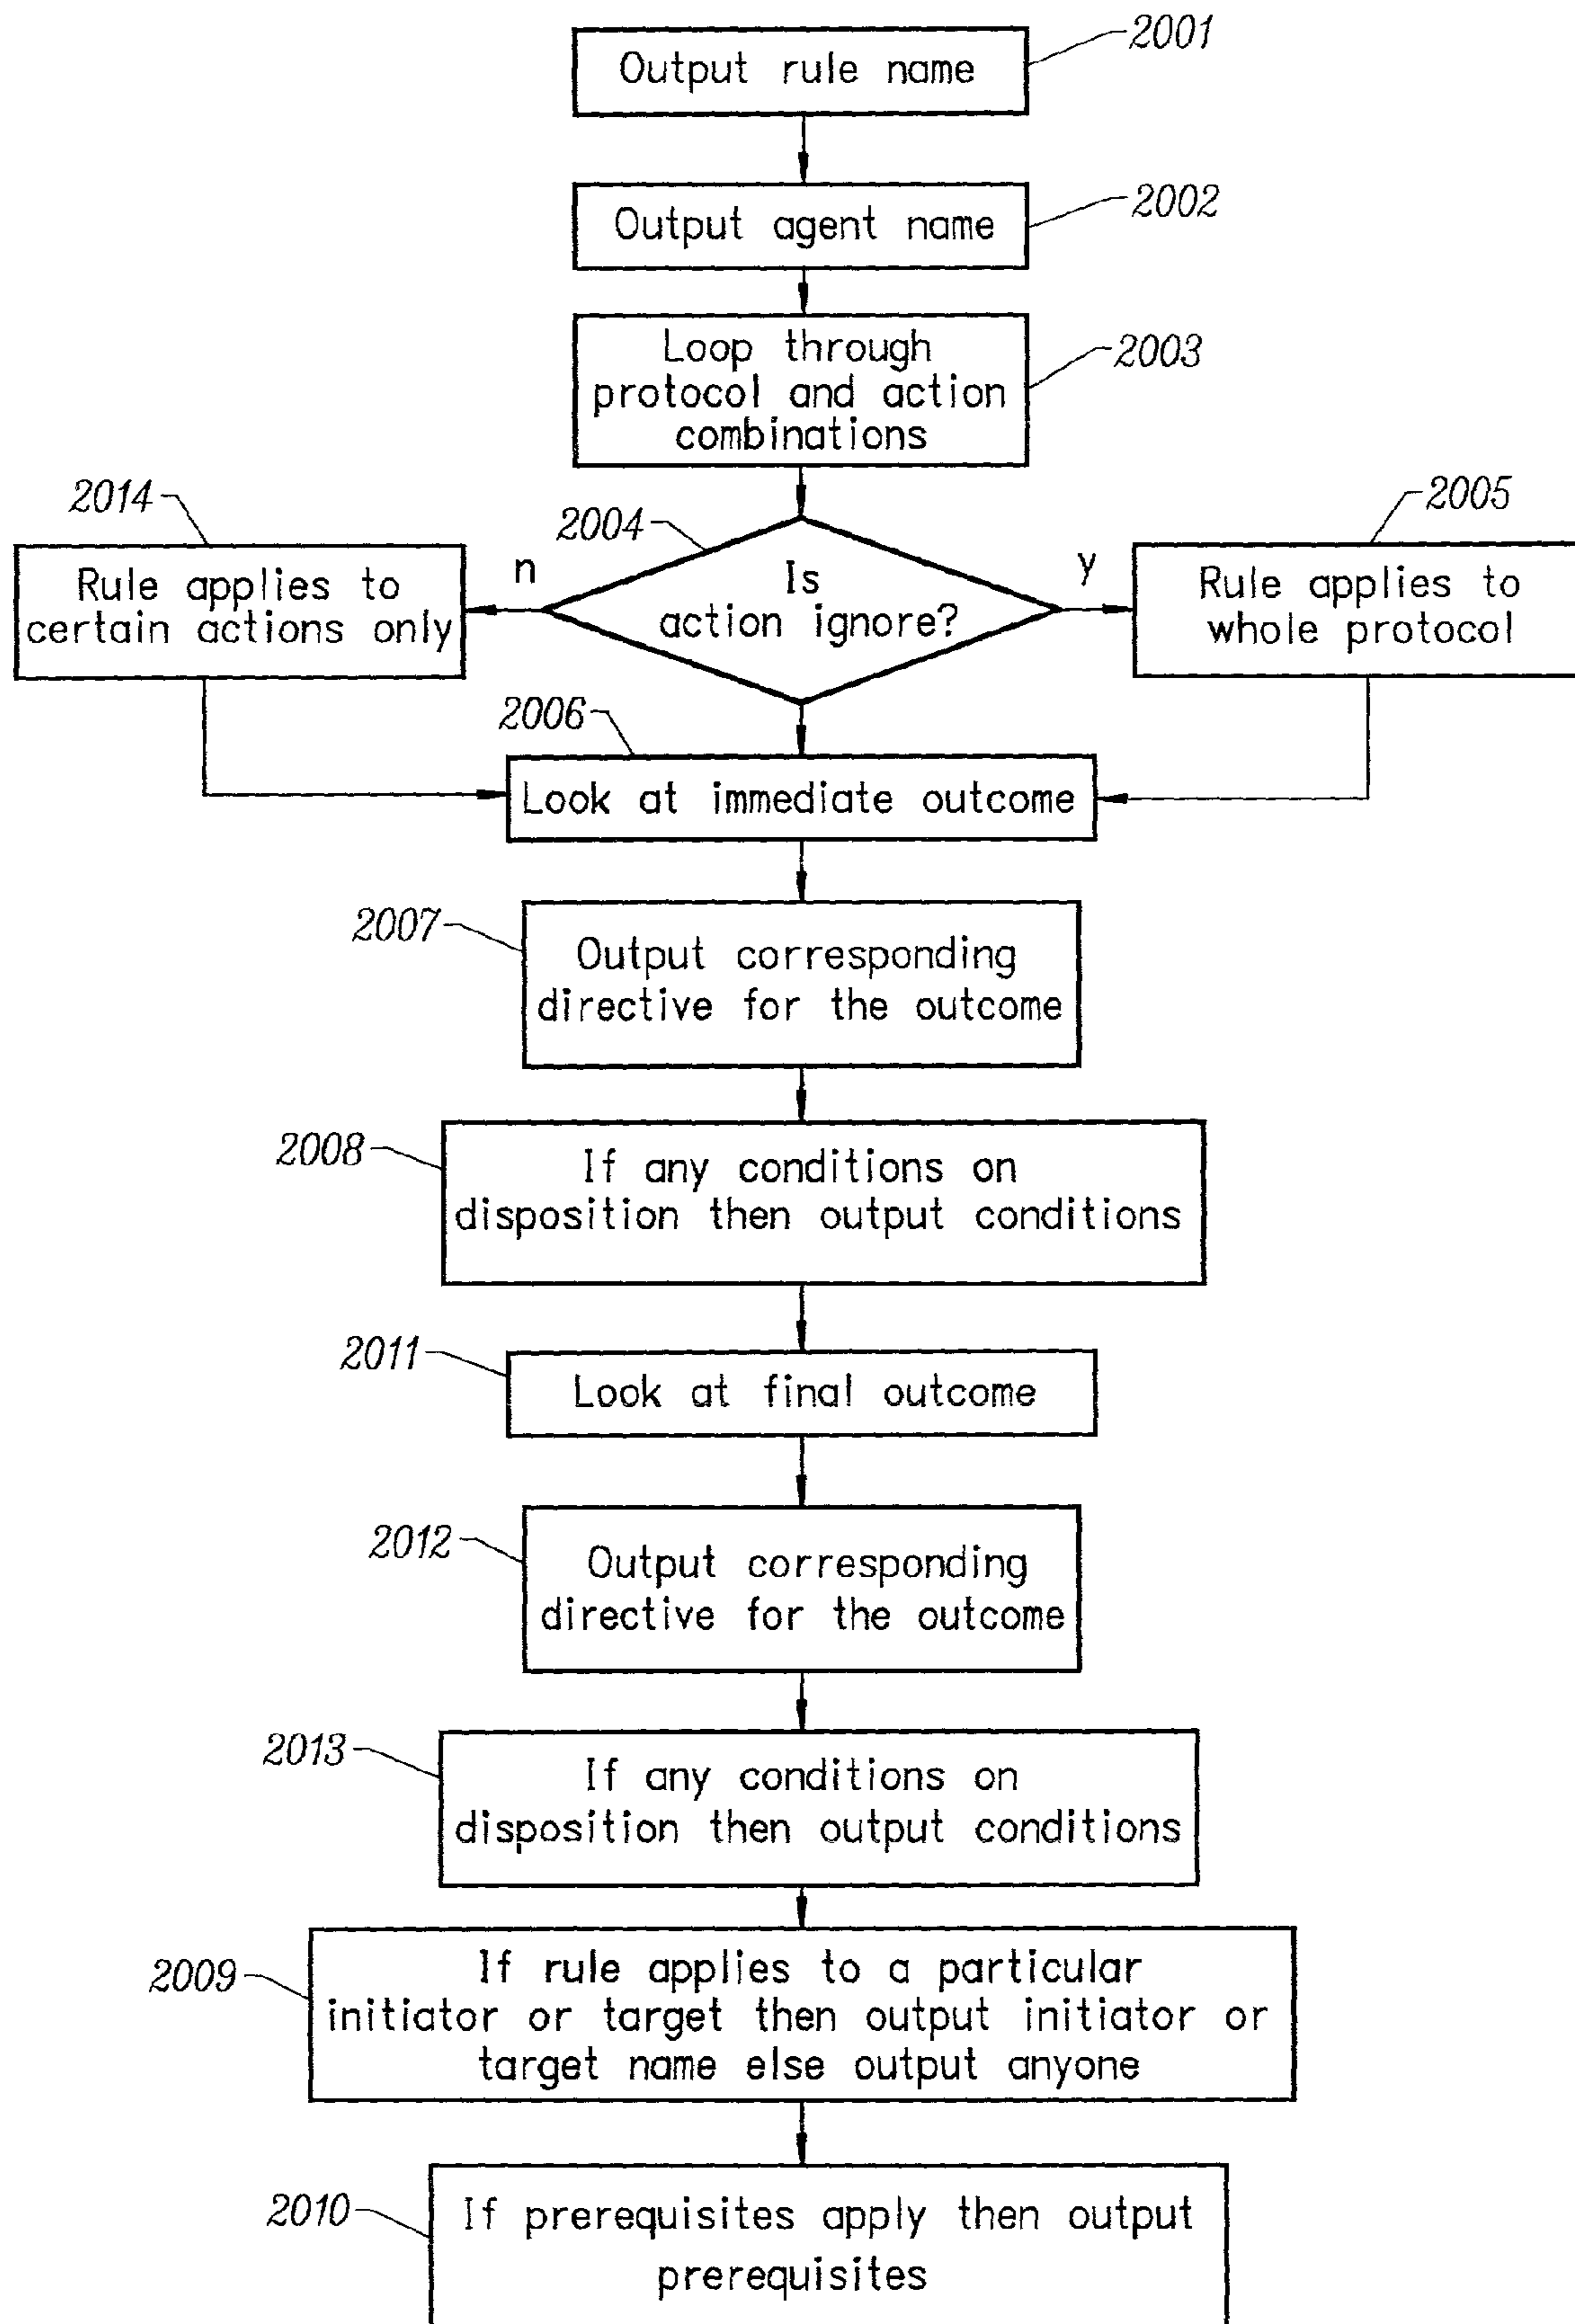 2001
Output rule name
2002
Output agent name
2003
Loop through
protocol and action
combinations
2014
2004
2005
n
y
Rule applies to
certain actions only
Is
action ignore?
Rule applies to
whole protocol
2006
Look at immediate outcome
2007
Output corresponding
directive for the outcome
2008
If any conditions on
disposition then output conditions
2011
Look at final outcome
2012
Output corresponding
directive for the outcome
2013
If any conditions on
disposition then output conditions
2009
If rule applies to a particular
initiator or target then output initiator or
target name else output anyone
2010
If prerequisites apply then output
prerequisites